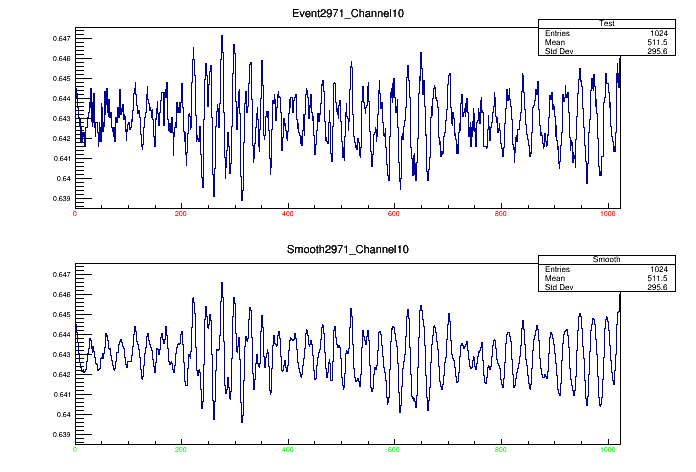 Event2971_Channel10
Test
Entries 1024
Mean 511.5
Std Dev 295.6
0.647
0.646
0.645
0.644
0.643
0.642
0.641
0.64
0.639
0 200 400 600 800 1000
Smooth2971_Channel10
Smooth
Entries 1024
Mean 511.5
Std Dev 295.6
0.647
0.646
0.645
0.644
0.643
0.642
0.641
0.64
0.639
0 200 400 600 800 1000